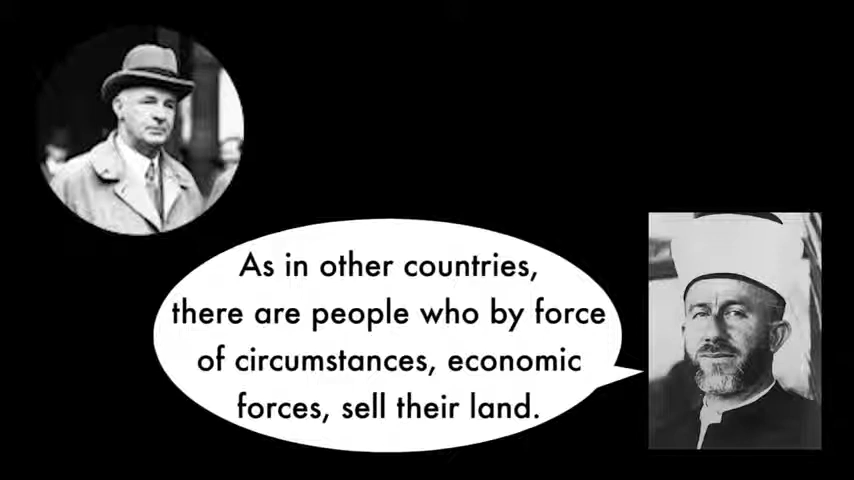 As in other countries,
there are people who by force
of circumstances, economic
forces, sell their land.